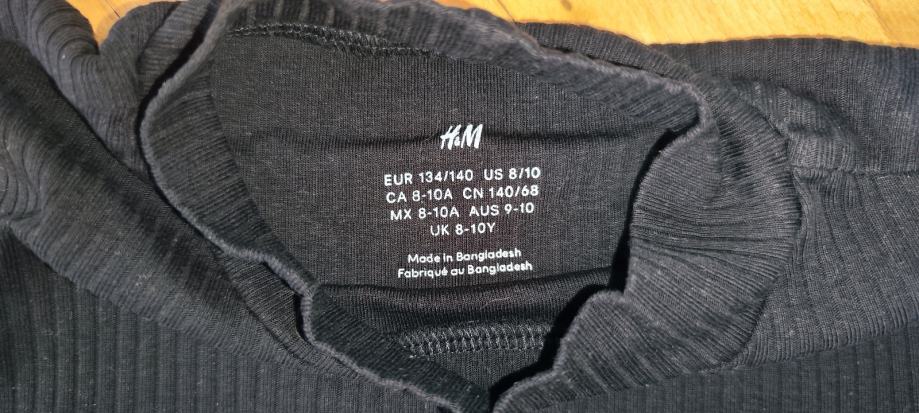 H&M
EUR 134/140 US 8/10
CA 8-10A CN 140/68
MX 8-10A AUS 9-10
UK 8-10Y
Made in Bangladesh
Fabriqué au Bangladesh